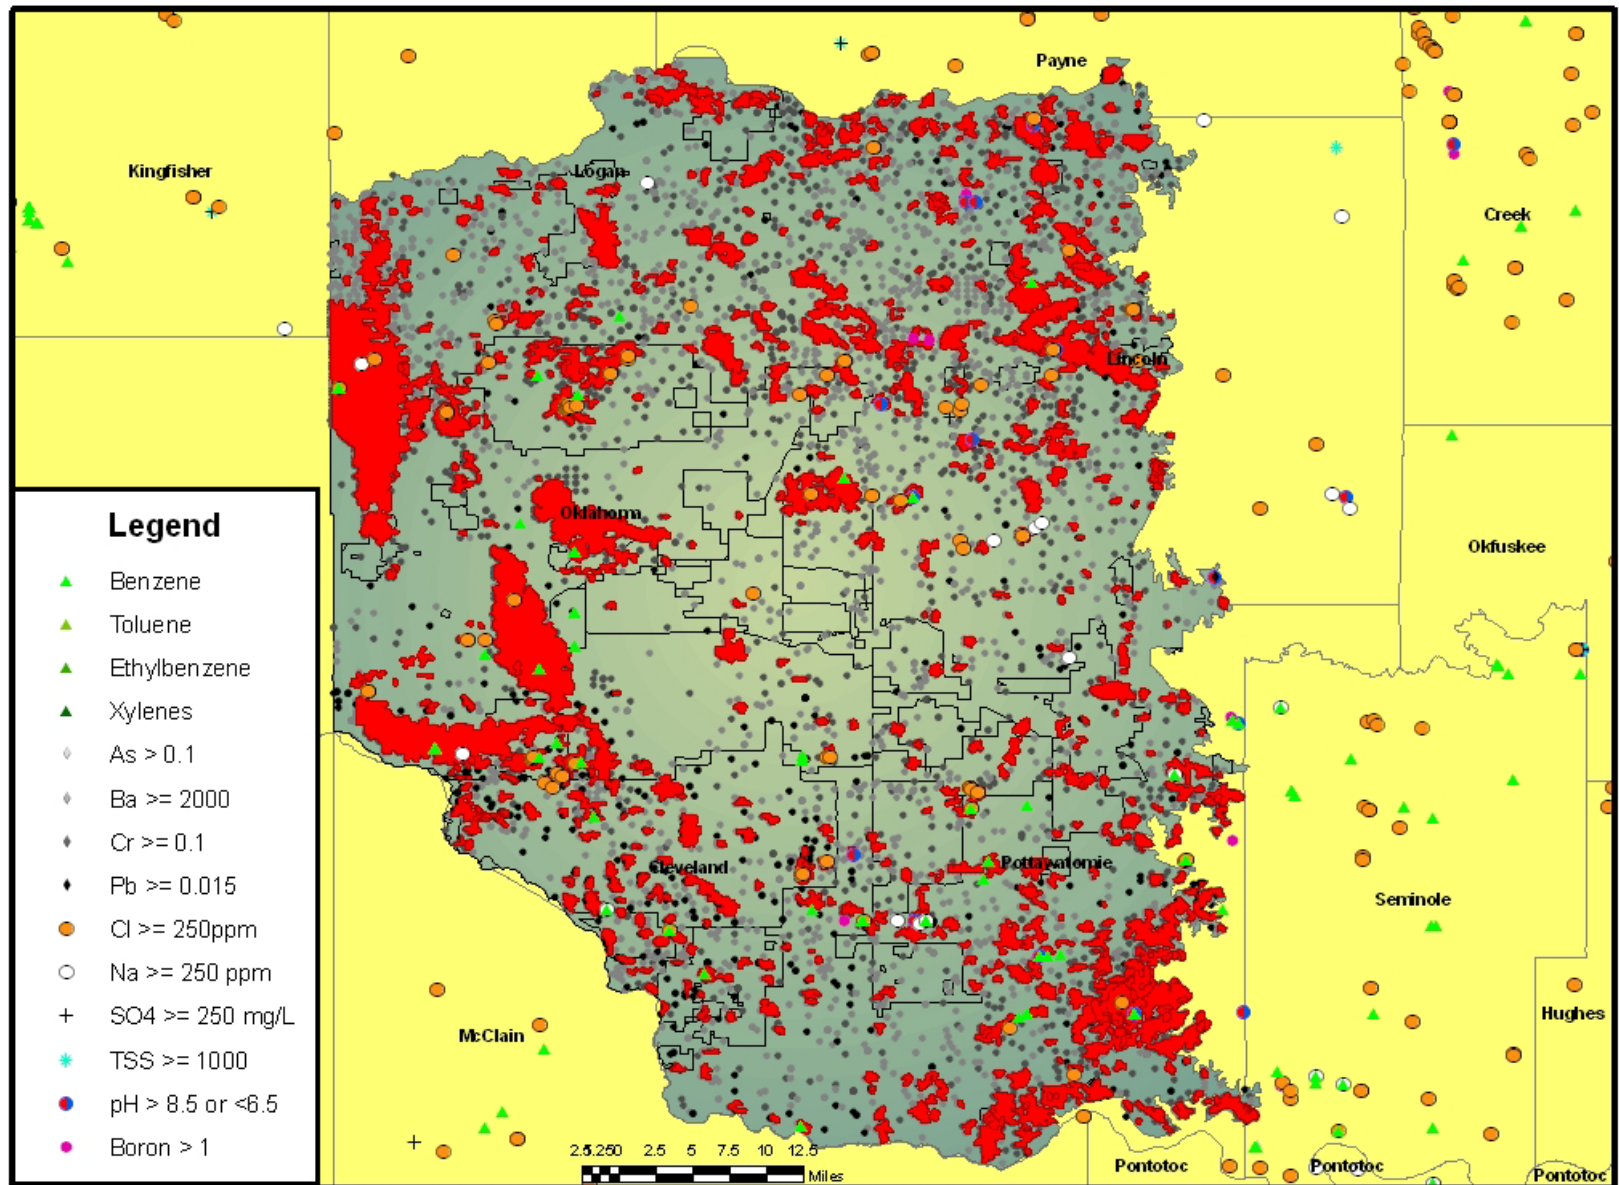 Payne
Kingfisher
Logan
Creek
Lincoln
Oklahoma
Okfuskee
Cleveland
Pottawatomie
Seminole
McClain
Hughes
Pontotoc
Pontotoc
Pontotoc
Legend
Benzene
Toluene
Ethylbenzene
Xylenes
As > 0.1
Ba >= 2000
Cr >= 0.1
Pb >= 0.015
Cl >= 250ppm
Na >= 250 ppm
SO4 >= 250 mg/L
TSS >= 1000
pH > 8.5 or <6.5
Boron > 1
2.5 5 7.5 10 12.5
Miles